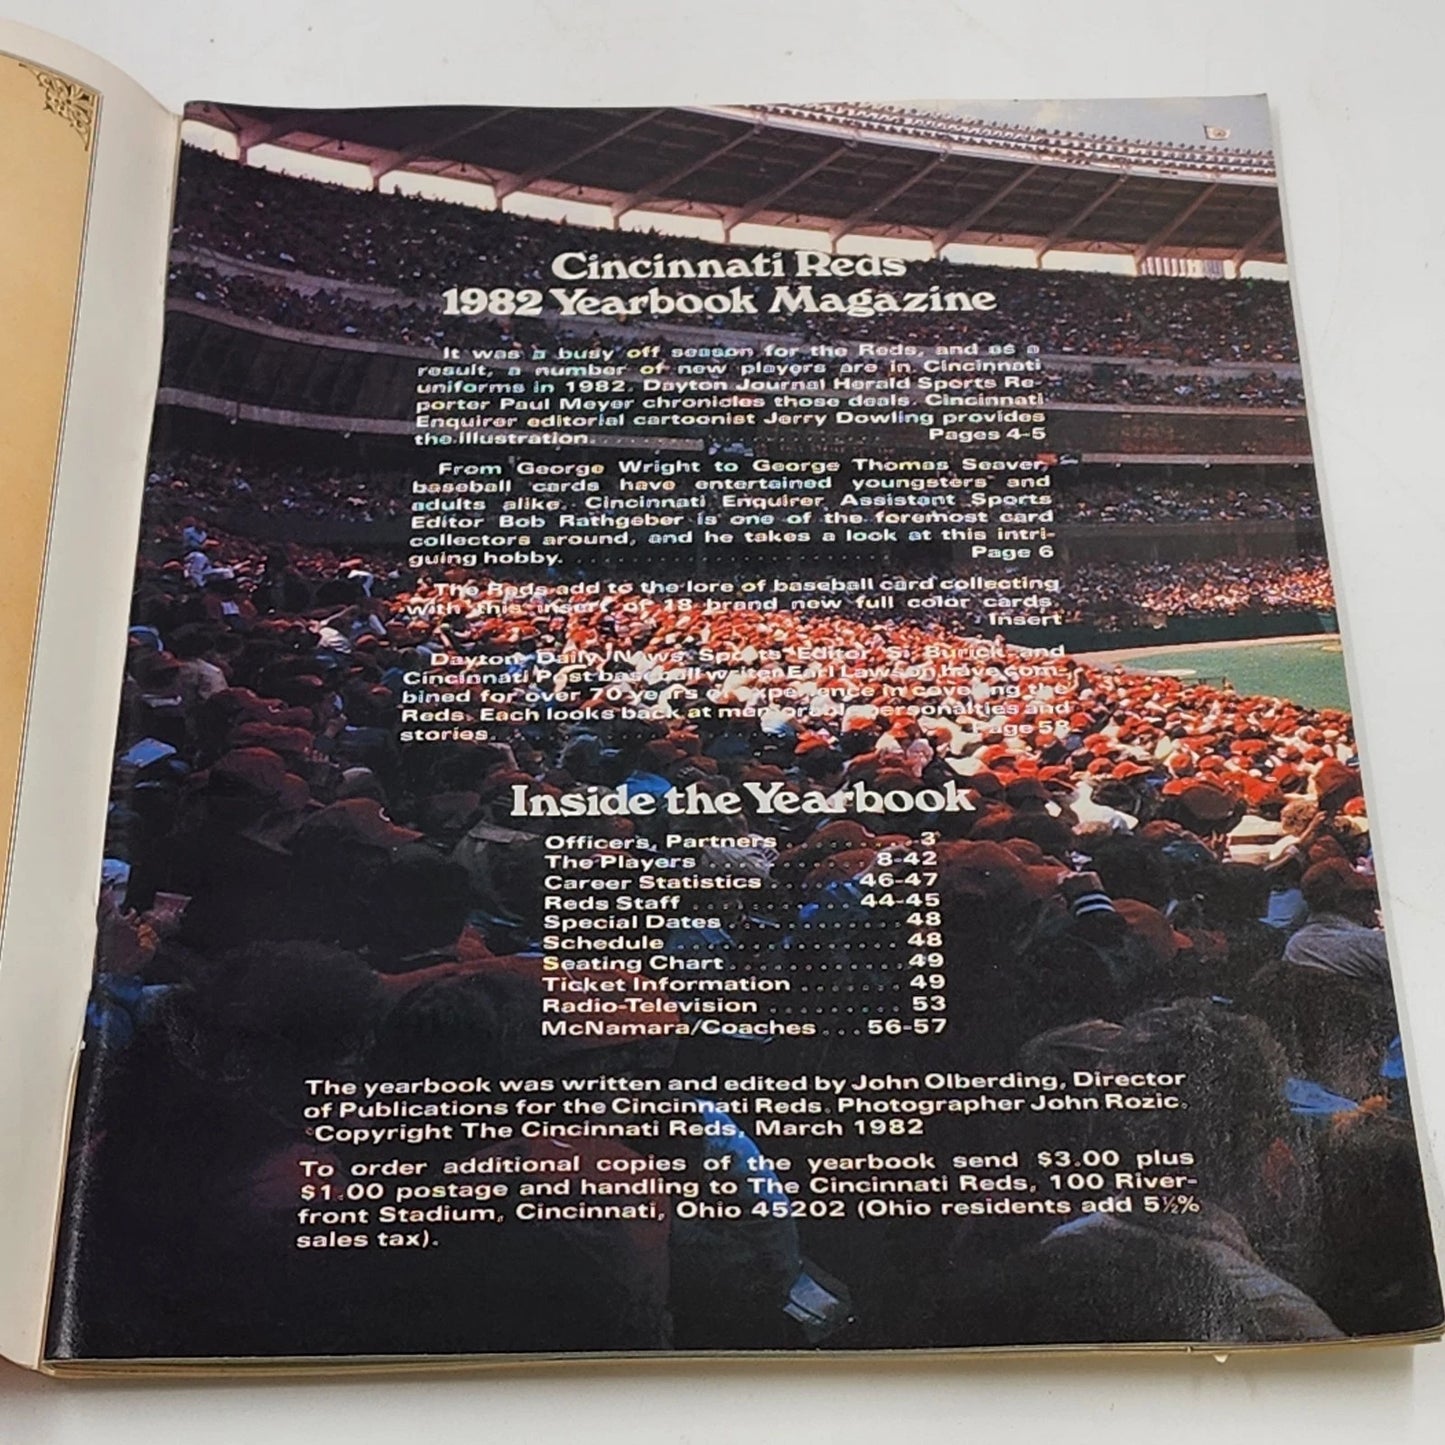 Cincinnati Reds
1982 Yearbook Magazine
It was a busy off season for the Reds, and as a
result, a number of new players are in Cincinnati
uniforms in 1982. Dayton Journal Herald Sports Re-
porter Paul Meyer chronicles those deals. Cincinnati
Enquirer editorial cartoonist Jerry Dowling provides
the illustration. . . . . . . . . . . . . . . . . . . . . Pages 4-5
From George Wright to George Thomas Seaver,
baseball cards have entertained youngsters and
adults alike. Cincinnati Enquirer Assistant Sports
Editor Bob Rathgeber is one of the foremost card
collectors around, and he takes a look at this intri-
guing hobby. . . . . . . . . . . . . . . . . . . . . . . . . Page 6
The Reds add to the lore of baseball card collecting
with this insert of 18 brand new full color cards.
Insert
Dayton Daily News Sports Editor Si Burick and
Cincinnati Post baseball writer Earl Lawson have com-
bined for over 70 years of experience in covering the
Reds. Each looks back at memorable personalties and
stories. . . . . . . . . . . . . . . . . . . . . . . . . . . . Page 58
Inside the Yearbook
Officers, Partners . . . . . . . . 3
The Players . . . . . . . . . . . 8-42
Career Statistics . . . . . . 46-47
Reds Staff . . . . . . . . . . . 44-45
Special Dates . . . . . . . . . . . 48
Schedule . . . . . . . . . . . . . . 48
Seating Chart . . . . . . . . . . . 49
Ticket Information . . . . . . . 49
Radio-Television . . . . . . . . . 53
McNamara/Coaches . . . 56-57
The yearbook was written and edited by John Olberding, Director
of Publications for the Cincinnati Reds. Photographer John Rozic.
©Copyright The Cincinnati Reds, March 1982
To order additional copies of the yearbook send $3.00 plus
$1.00 postage and handling to The Cincinnati Reds, 100 River-
front Stadium, Cincinnati, Ohio 45202 (Ohio residents add 5½%
sales tax).